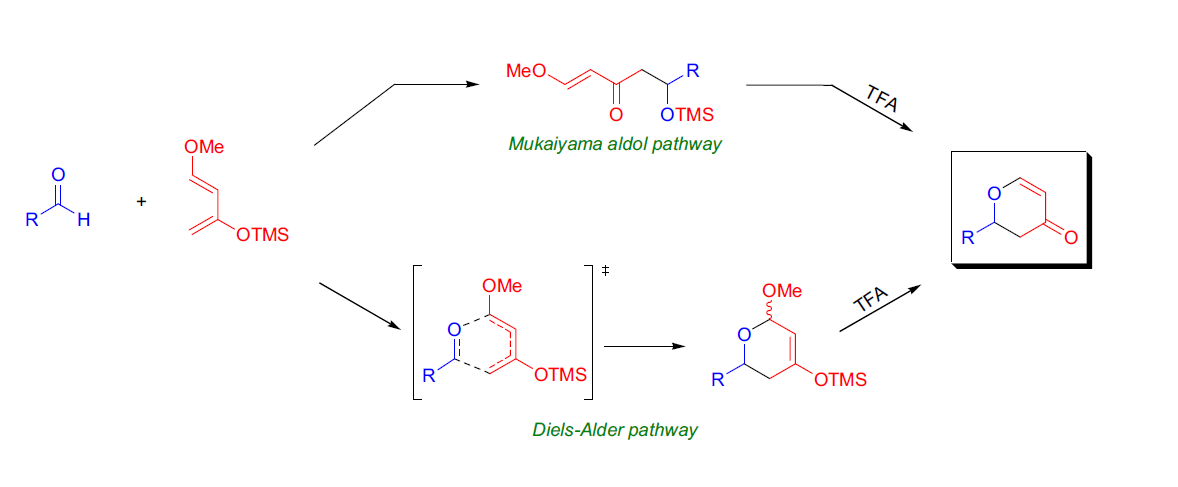 MeO
R
O
OTMS
TFA
Mukaiyama aldol pathway
OMe
O
R
H
+
OTMS
O
R
O
‡
OMe
O
R
OTMS
OMe
O
R
OTMS
TFA
Diels-Alder pathway